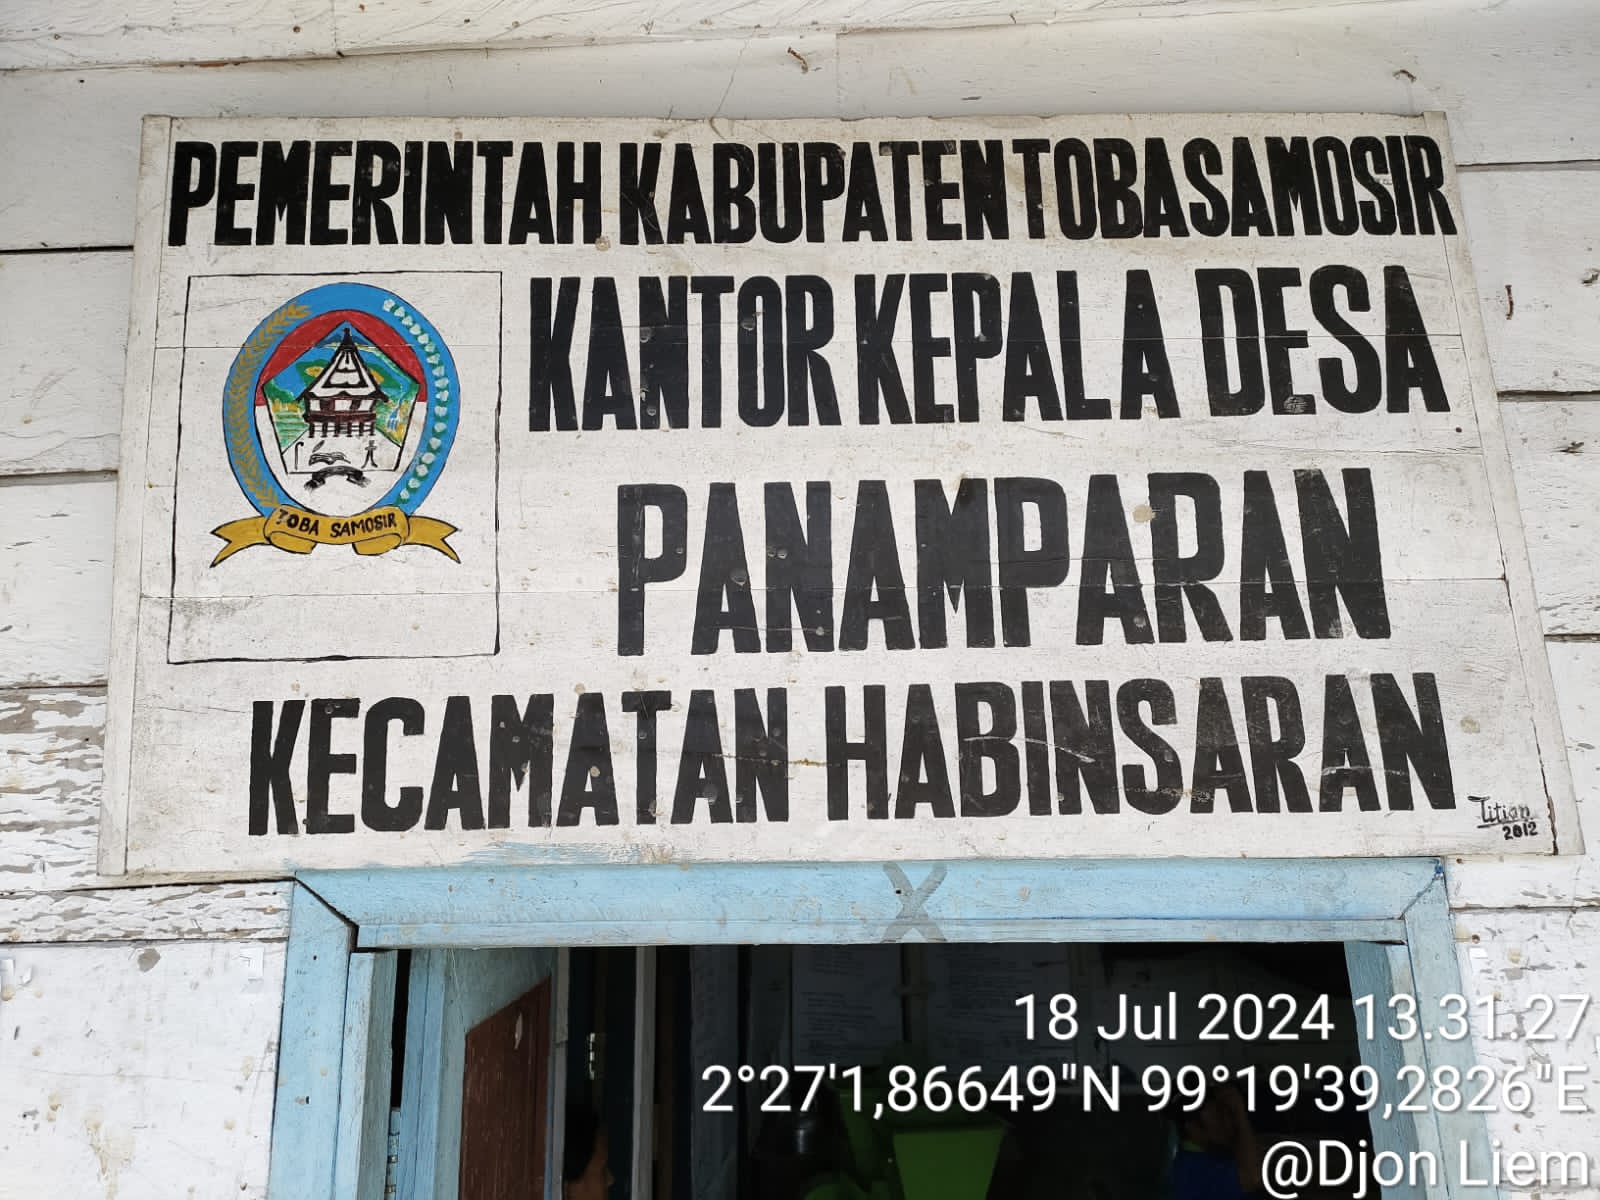 PEMERINTAH KABUPATEN TOBASAMOSIR
KANTOR KEPALA DESA
PANAMPARAN
KECAMATAN HABINSARAN
TOBA SAMOSIR
Titian
2012
18 Jul 2024 13.31.27
2°27'1,86649"N 99°19'39,2826"E
@Djon Liem